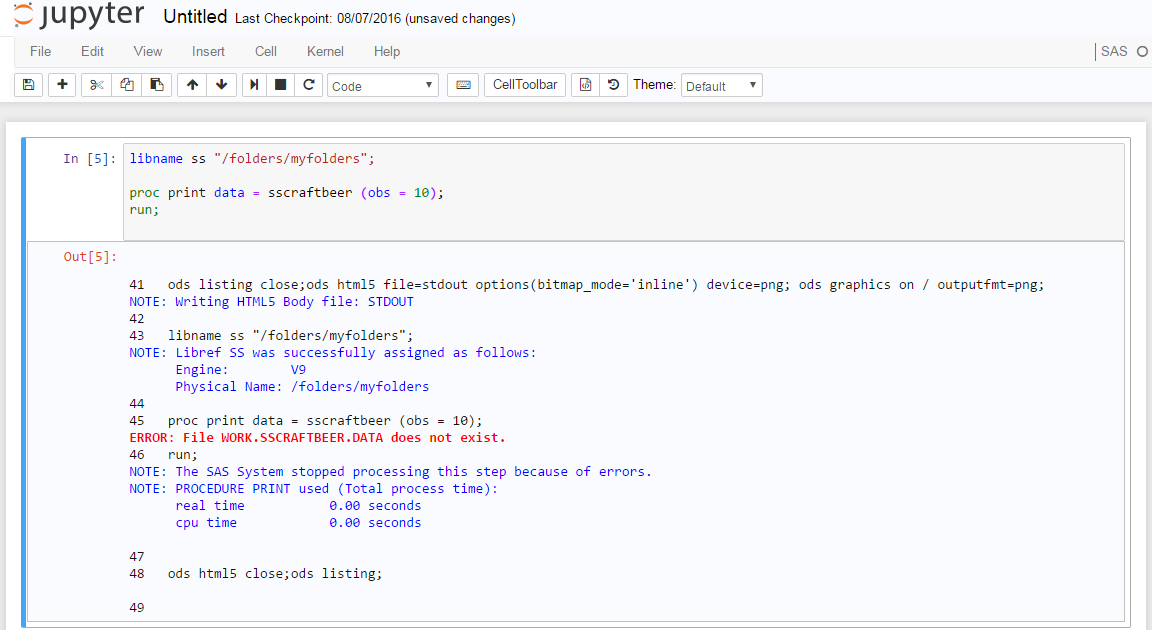 jupyter Untitled Last Checkpoint: 08/07/2016 (unsaved changes)
File Edit View Insert Cell Kernel Help SAS
Code CellToolbar Theme: Default
In [5]: libname ss "/folders/myfolders";
proc print data = sscraftbeer (obs = 10);
run;
Out[5]:
41 ods listing close;ods html5 file=stdout options(bitmap_mode='inline') device=png; ods graphics on / outputfmt=png;
NOTE: Writing HTML5 Body file: STDOUT
42
43 libname ss "/folders/myfolders";
NOTE: Libref SS was successfully assigned as follows:
Engine: V9
Physical Name: /folders/myfolders
44
45 proc print data = sscraftbeer (obs = 10);
ERROR: File WORK.SSCRAFTBEER.DATA does not exist.
46 run;
NOTE: The SAS System stopped processing this step because of errors.
NOTE: PROCEDURE PRINT used (Total process time):
real time 0.00 seconds
cpu time 0.00 seconds
47
48 ods html5 close;ods listing;
49